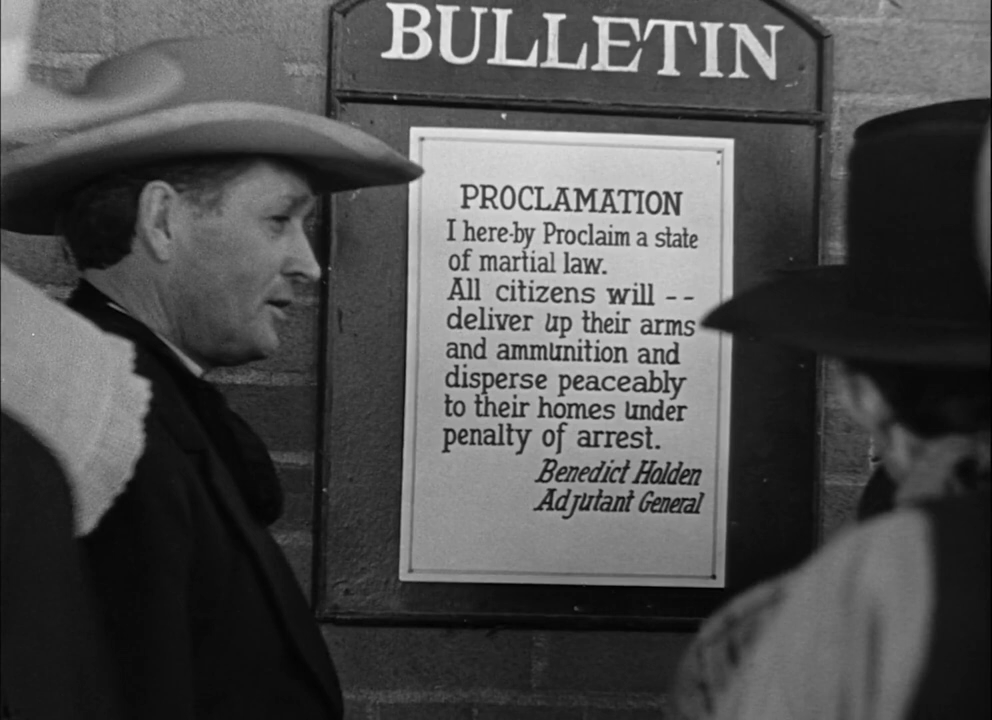 BULLETIN
PROCLAMATION
I here-by Proclaim a state
of martial law.
All citizens will --
deliver up their arms
and ammunition and
disperse peaceably
to their homes under
penalty of arrest.
Benedict Holden
Adjutant General